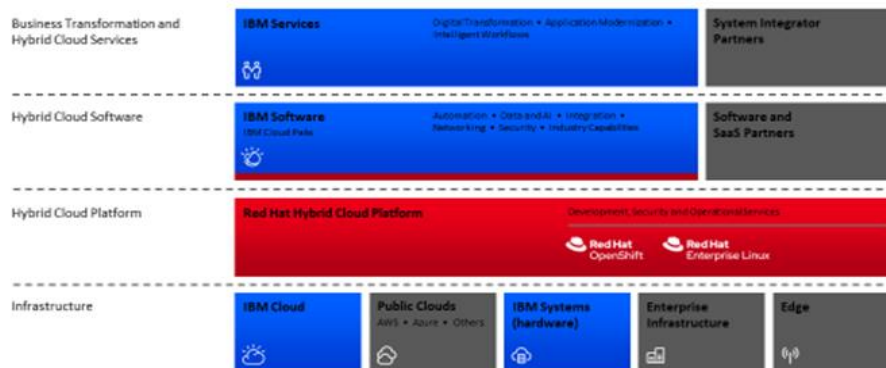 Business Transformation and
Hybrid Cloud Services
IBM Services
Digital Transformation • Application Modernization •
Intelligent Workflows
System Integrator
Partners
Hybrid Cloud Software
IBM Software
IBM Cloud Paks
Automation • Data and AI • Integration •
Networking • Security • Industry Capabilities
Software and
SaaS Partners
Hybrid Cloud Platform
Red Hat Hybrid Cloud Platform
Development, Security and Operational Services
Red Hat
OpenShift
Red Hat
Enterprise Linux
Infrastructure
IBM Cloud
Public Clouds
AWS • Azure • Others
IBM Systems
(hardware)
Enterprise
Infrastructure
Edge